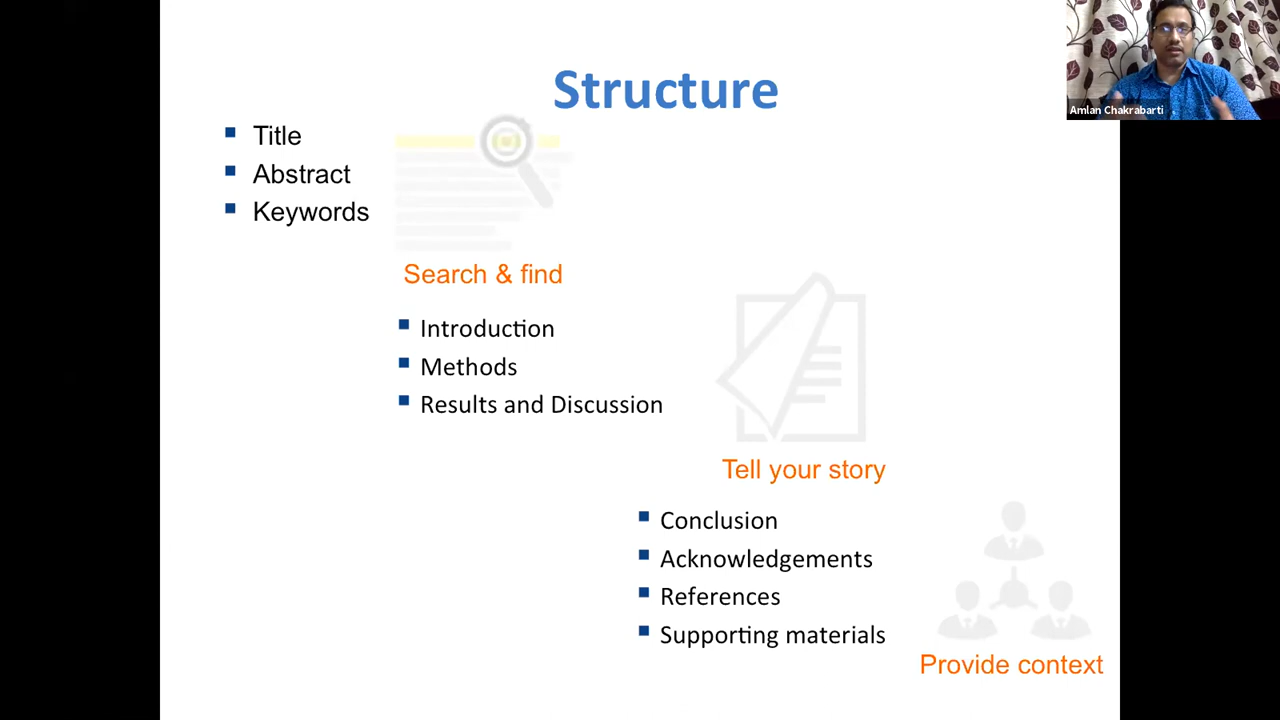 Structure
Amlan Chakrabarti
Title
Abstract
Keywords
Search & find
Introduction
Methods
Results and Discussion
Tell your story
Conclusion
Acknowledgements
References
Supporting materials
Provide context